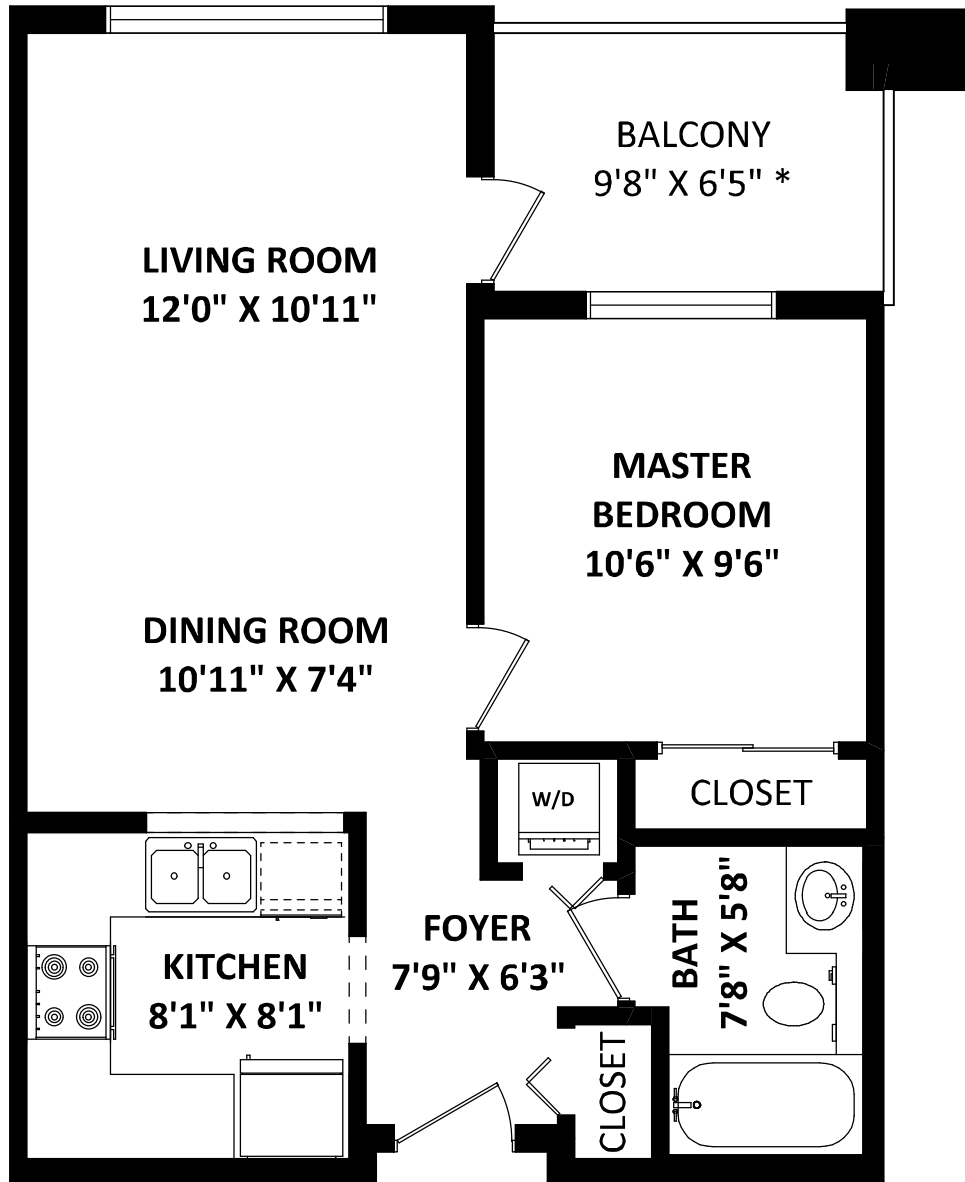 BALCONY
9'8" X 6'5" *
LIVING ROOM
12'0" X 10'11"
MASTER
BEDROOM
10'6" X 9'6"
DINING ROOM
10'11" X 7'4"
W/D
CLOSET
FOYER
7'9" X 6'3"
BATH
7'8" X 5'8"
KITCHEN
8'1" X 8'1"
CLOSET